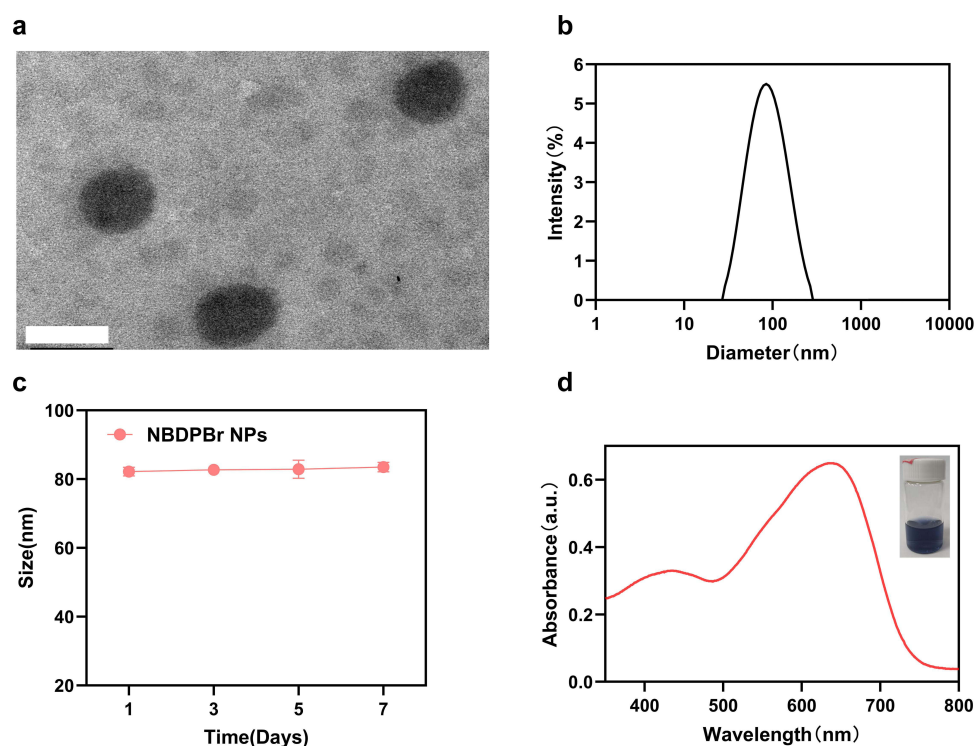 a
b
6
5
4
3
2
1
0
Intensity(%)
1 10 100 1000 10000
Diameter(nm)
c
100
80
60
40
20
Size(nm)
NBDPBr NPs
1 3 5 7
Time(Days)
d
0.6
0.4
0.2
0.0
Absorbance(a.u.)
400 500 600 700 800
Wavelength(nm)